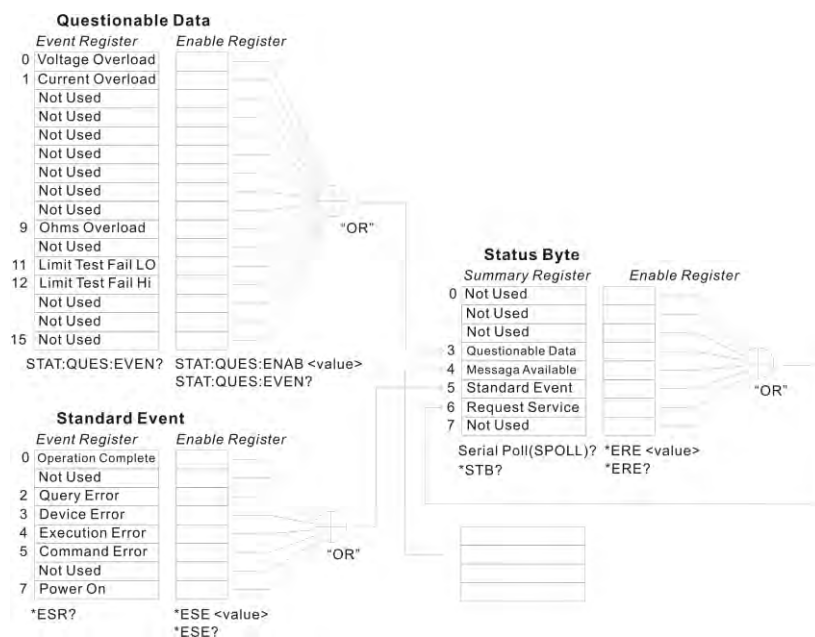 Questionable Data
Event Register Enable Register
0 Voltage Overload
1 Current Overload
Not Used
Not Used
Not Used
Not Used
Not Used
Not Used
Not Used
9 Ohms Overload
Not Used
11 Limit Test Fail LO
12 Limit Test Fail Hi
Not Used
Not Used
15 Not Used
STAT:QUES:EVEN? STAT:QUES:ENAB <value>
STAT:QUES:EVEN?
"OR"
Status Byte
Summary Register Enable Register
0 Not Used
Not Used
Not Used
3 Questionable Data
4 Messaga Available
5 Standard Event
6 Request Service
7 Not Used
Serial Poll(SPOLL)? *ERE <value>
*STB? *ERE?
"OR"
Standard Event
Event Register Enable Register
0 Operation Complete
Not Used
2 Query Error
3 Device Error
4 Execution Error
5 Command Error
Not Used
7 Power On
*ESR? *ESE <value>
*ESE?
"OR"